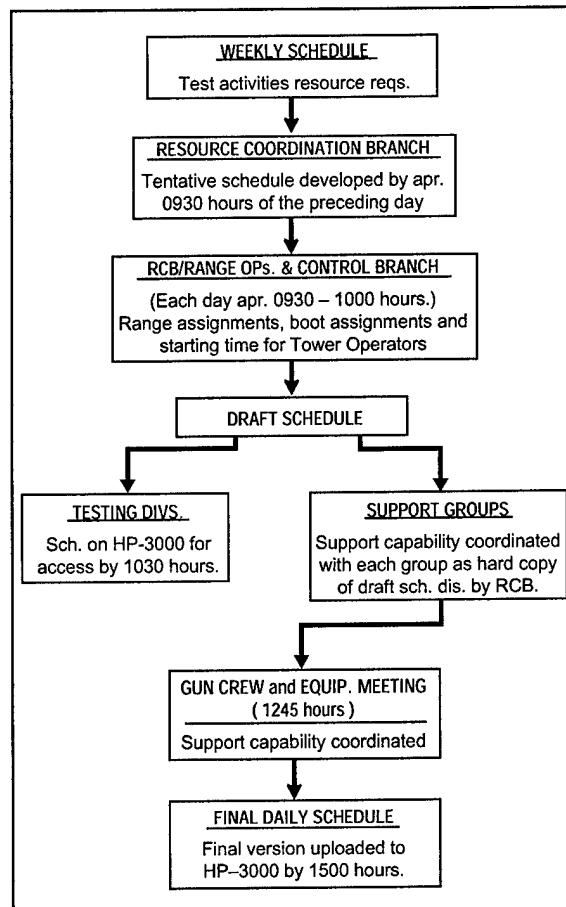 WEEKLY SCHEDULE
Test activities resource reqs.
RESOURCE COORDINATION BRANCH
Tentative schedule developed by apr.
0930 hours of the preceding day
RCB/RANGE OPs. & CONTROL BRANCH
(Each day apr. 0930 – 1000 hours.)
Range assignments, boot assignments and
starting time for Tower Operators
DRAFT SCHEDULE
TESTING DIVS.
Sch. on HP-3000 for
access by 1030 hours.
SUPPORT GROUPS
Support capability coordinated
with each group as hard copy
of draft sch. dis. by RCB.
GUN CREW and EQUIP. MEETING
( 1245 hours )
Support capability coordinated
FINAL DAILY SCHEDULE
Final version uploaded to
HP–3000 by 1500 hours.